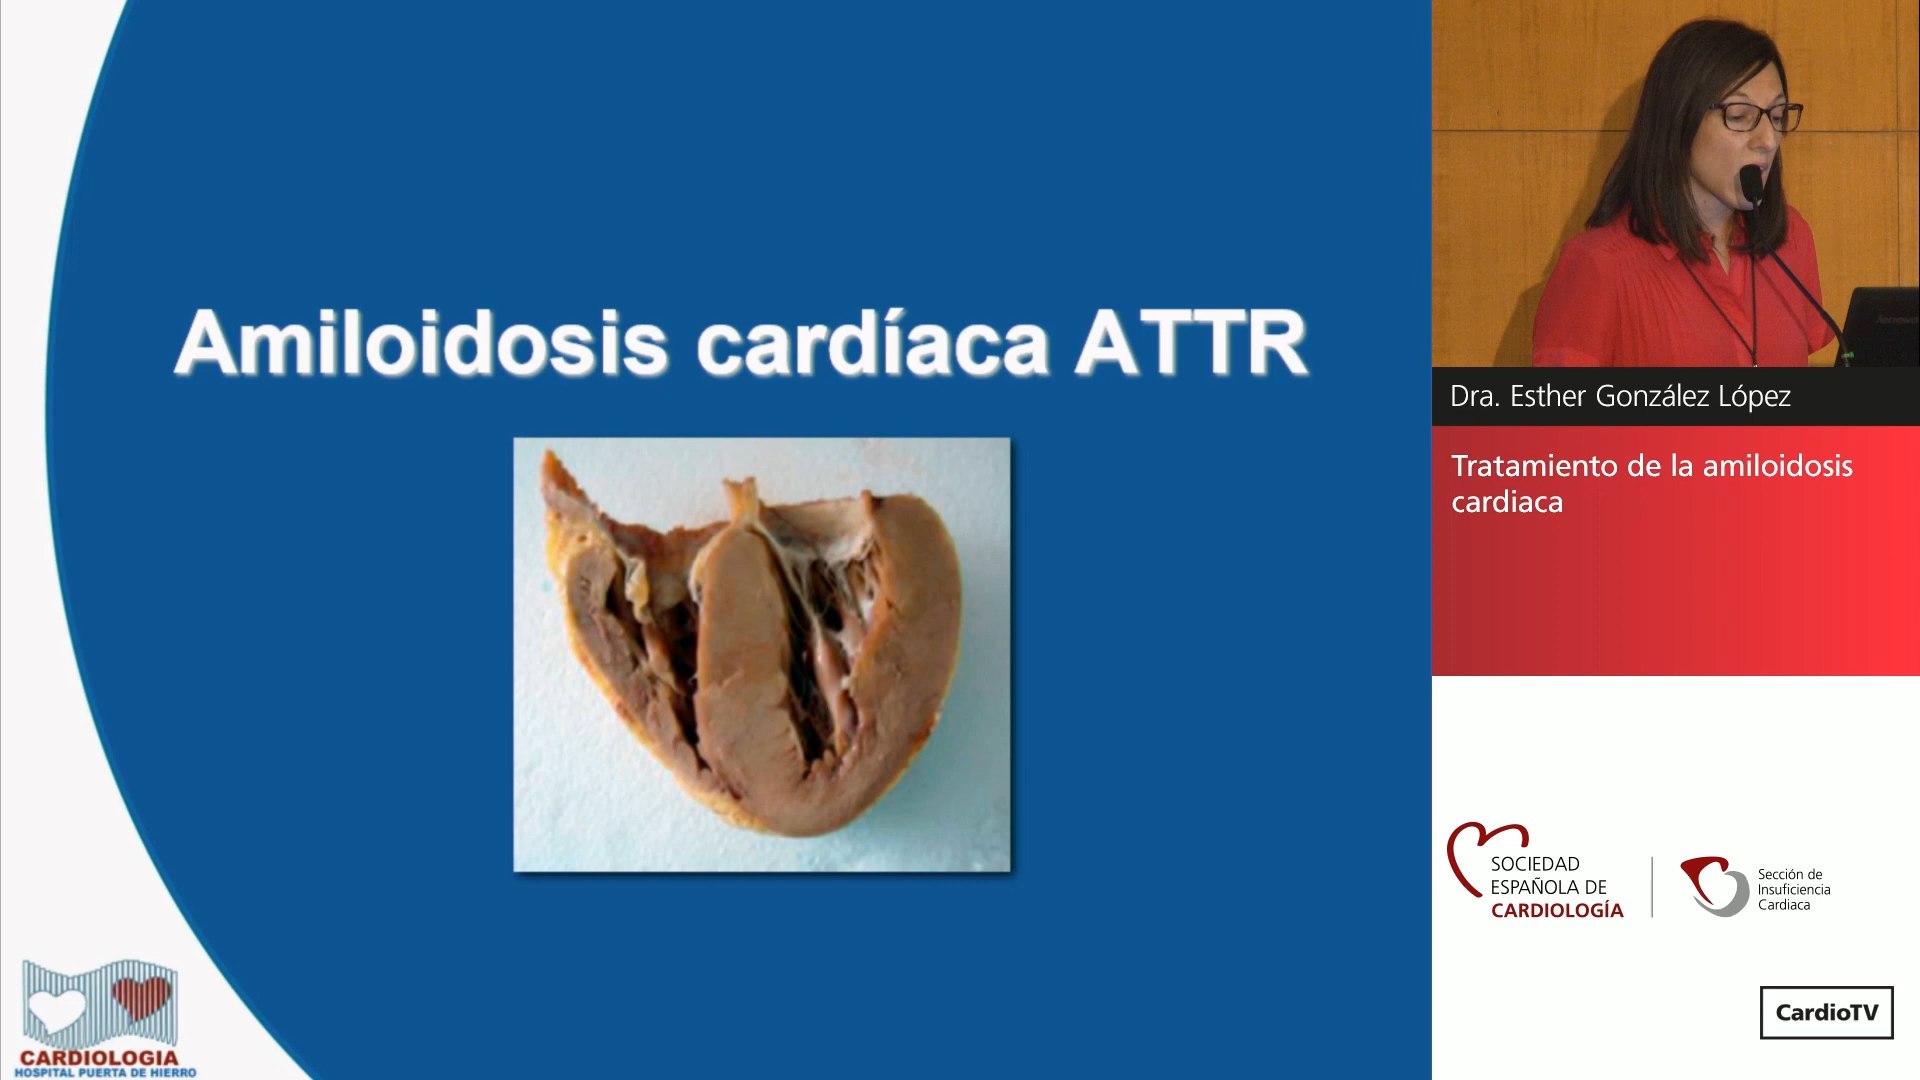 Amiloidosis cardíaca ATTR
CARDIOLOGIA
HOSPITAL PUERTA DE HIERRO
Dra. Esther González López
Tratamiento de la amiloidosis
cardiaca
SOCIEDAD
ESPAÑOLA DE
CARDIOLOGÍA
Sección de
Insuficiencia
Cardiaca
CardioTV